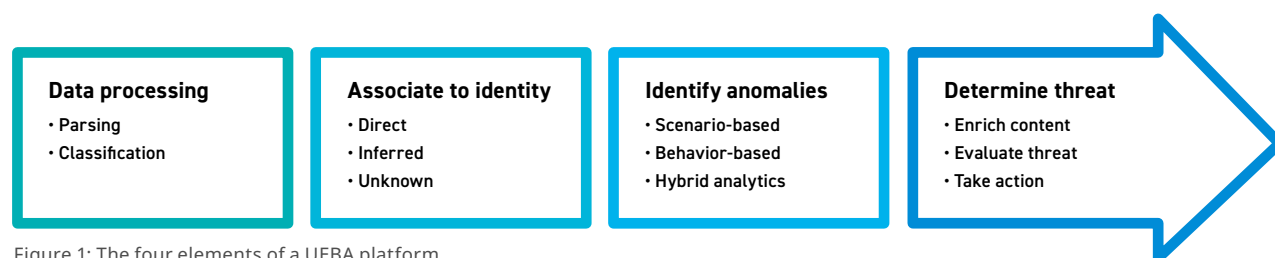 Data processing
· Parsing
· Classification
Associate to identity
· Direct
· Inferred
· Unknown
Identify anomalies
· Scenario-based
· Behavior-based
· Hybrid analytics
Determine threat
· Enrich content
· Evaluate threat
· Take action
Figure 1: The four elements of a UEBA platform